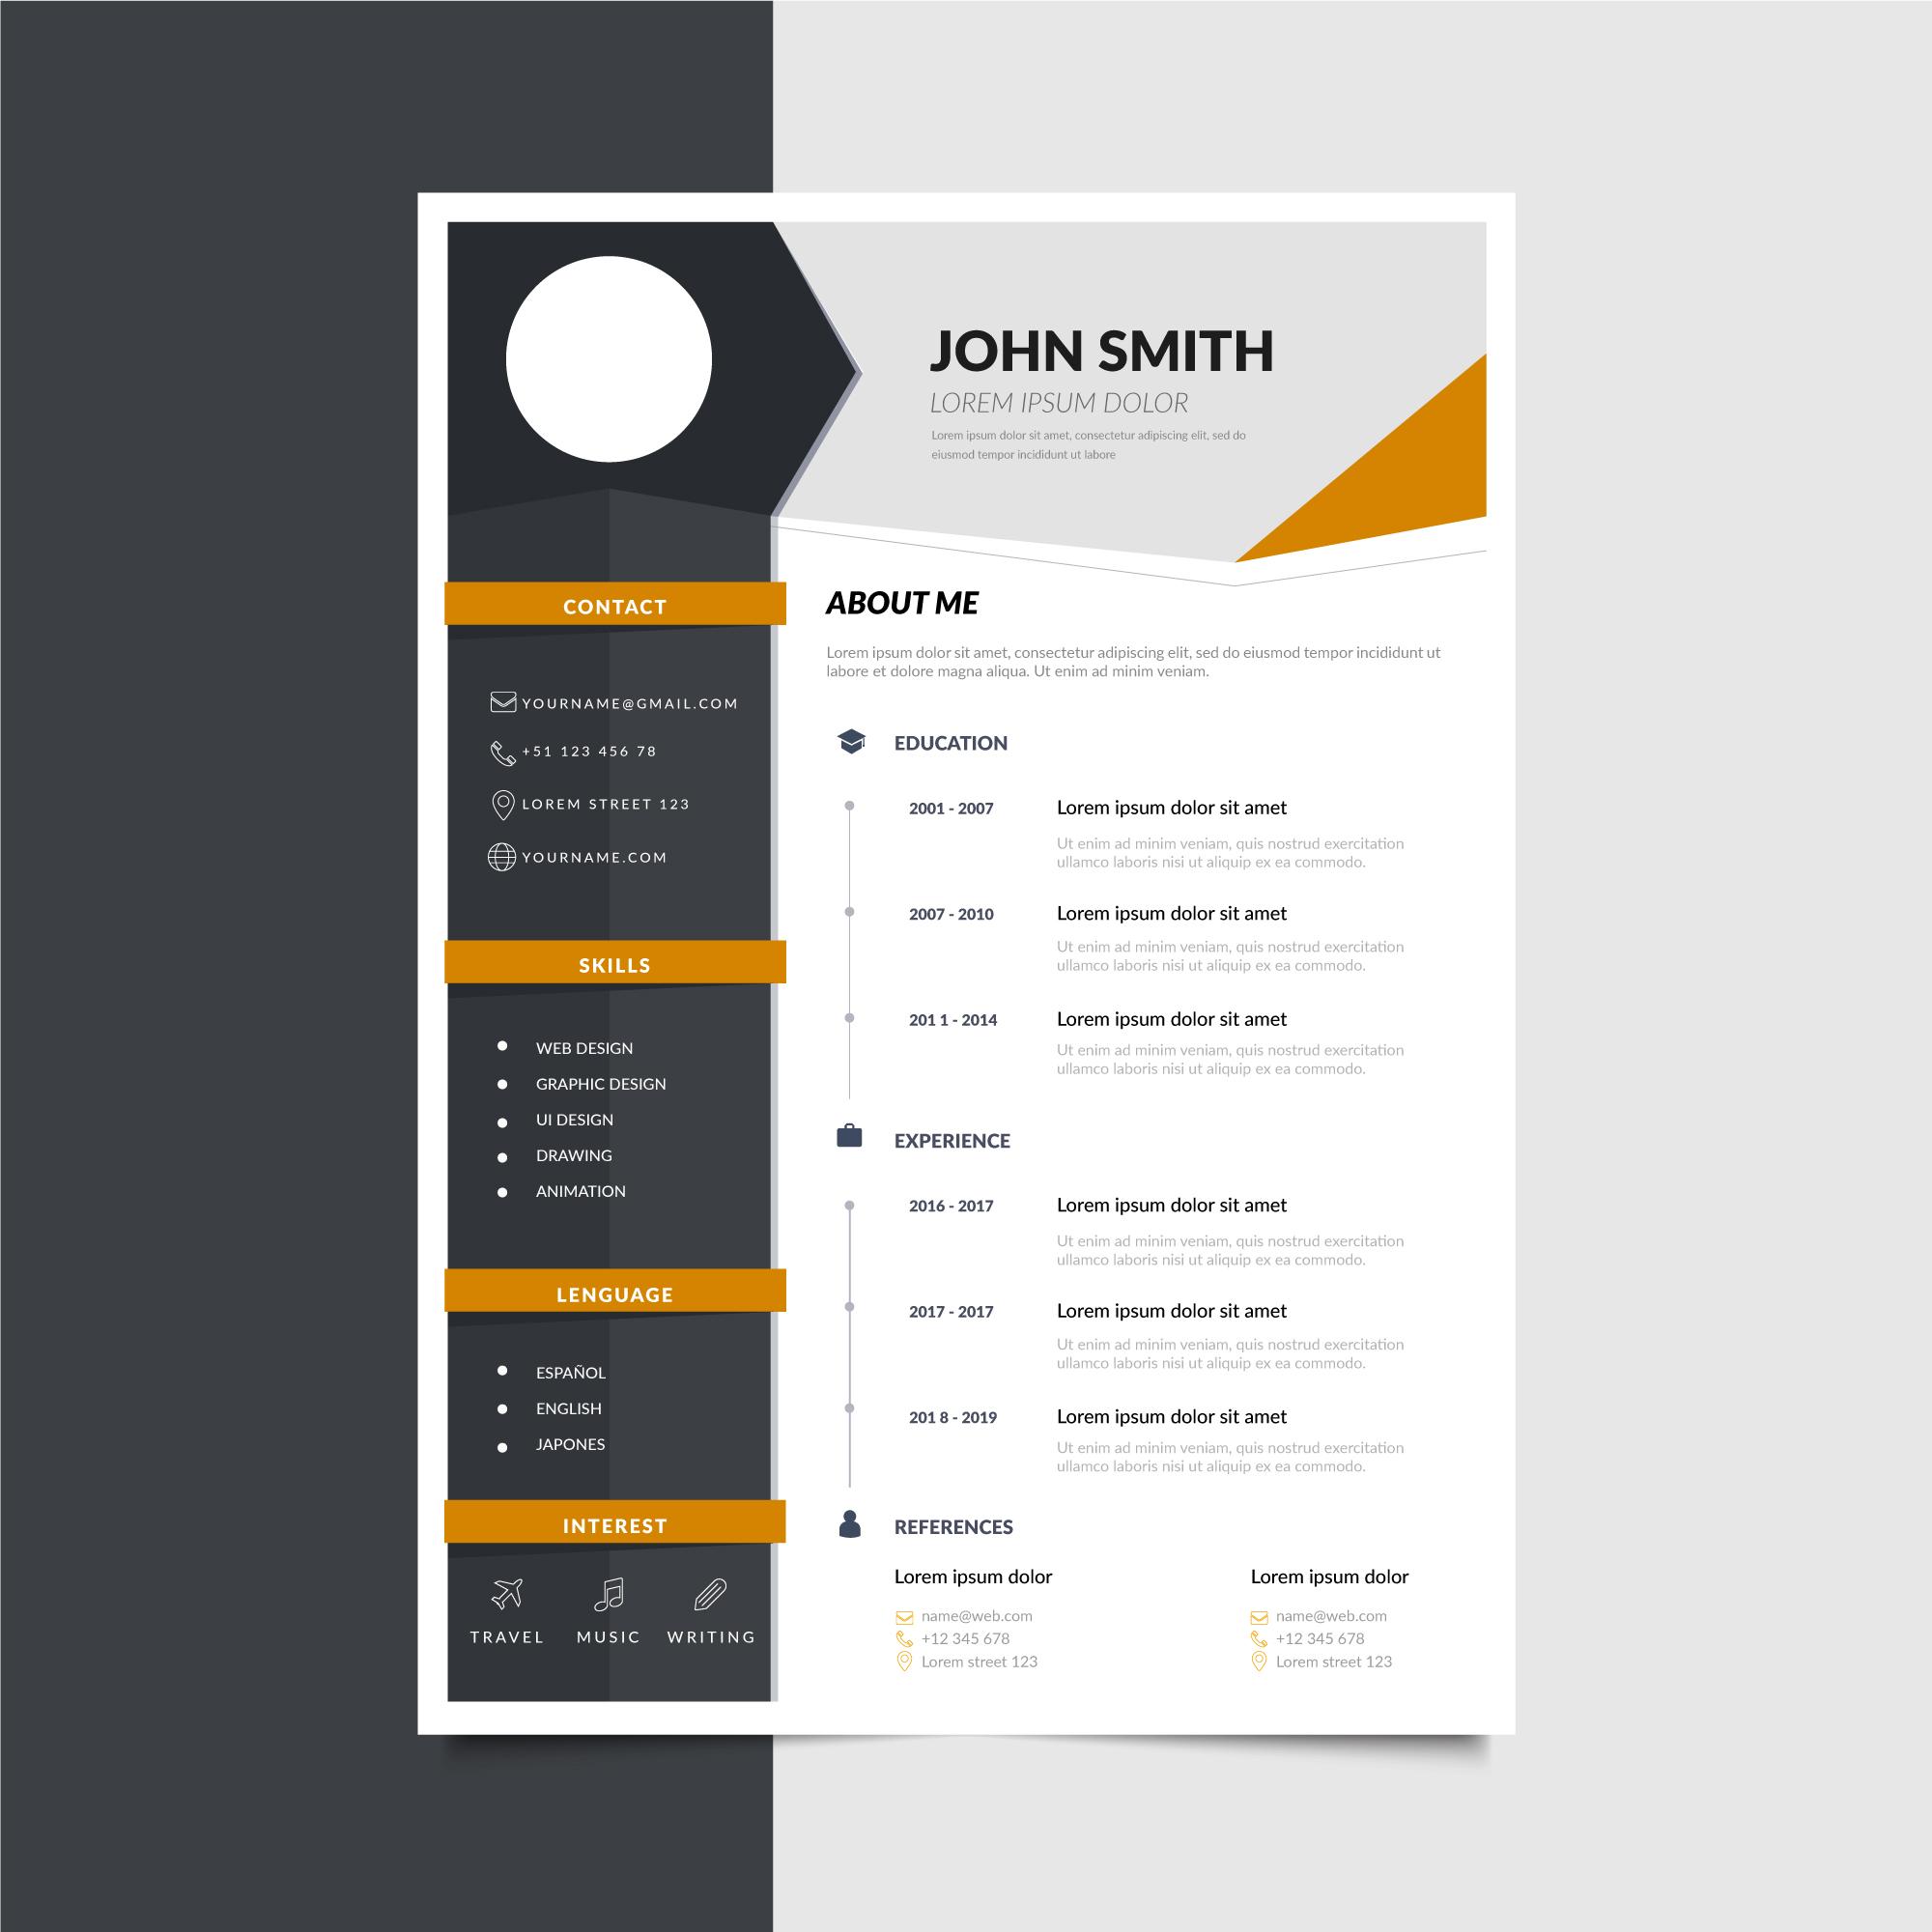 JOHN SMITH
LOREM IPSUM DOLOR
Lorem ipsum dolor sit amet, consectetur adipiscing elit, sed do
eiusmod tempor incididunt ut labore
CONTACT
YOURNAME@GMAIL.COM
+51 123 456 78
LOREM STREET 123
YOURNAME.COM
SKILLS
WEB DESIGN
GRAPHIC DESIGN
UI DESIGN
DRAWING
ANIMATION
LENGUAGE
ESPAÑOL
ENGLISH
JAPONES
INTEREST
TRAVEL MUSIC WRITING
ABOUT ME
Lorem ipsum dolor sit amet, consectetur adipiscing elit, sed do eiusmod tempor incididunt ut
labore et dolore magna aliqua. Ut enim ad minim veniam.
EDUCATION
2001 - 2007 Lorem ipsum dolor sit amet
Ut enim ad minim veniam, quis nostrud exercitation
ullamco laboris nisi ut aliquip ex ea commodo.
2007 - 2010 Lorem ipsum dolor sit amet
Ut enim ad minim veniam, quis nostrud exercitation
ullamco laboris nisi ut aliquip ex ea commodo.
201 1 - 2014 Lorem ipsum dolor sit amet
Ut enim ad minim veniam, quis nostrud exercitation
ullamco laboris nisi ut aliquip ex ea commodo.
EXPERIENCE
2016 - 2017 Lorem ipsum dolor sit amet
Ut enim ad minim veniam, quis nostrud exercitation
ullamco laboris nisi ut aliquip ex ea commodo.
2017 - 2017 Lorem ipsum dolor sit amet
Ut enim ad minim veniam, quis nostrud exercitation
ullamco laboris nisi ut aliquip ex ea commodo.
201 8 - 2019 Lorem ipsum dolor sit amet
Ut enim ad minim veniam, quis nostrud exercitation
ullamco laboris nisi ut aliquip ex ea commodo.
REFERENCES
Lorem ipsum dolor
name@web.com
+12 345 678
Lorem street 123
Lorem ipsum dolor
name@web.com
+12 345 678
Lorem street 123